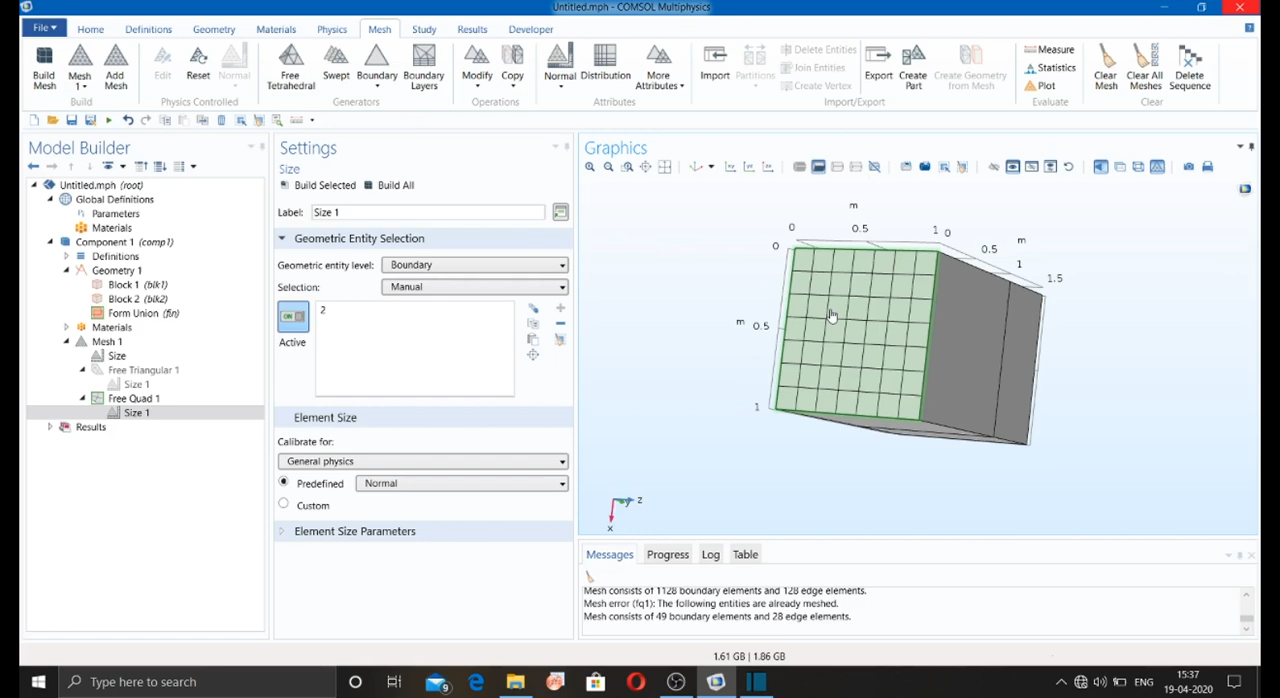 Untitled.mph - COMSOL Multiphysics
File Home Definitions Geometry Materials Physics Mesh Study Results Developer
Build Mesh
Mesh 1
Add Mesh
Build
Edit
Reset
Normal
Physics Controlled
Free Tetrahedral
Swept
Boundary
Boundary Layers
Generators
Modify
Copy
Operations
Normal
Distribution
More Attributes
Attributes
Import
Partitions
Delete Entities
Join Entities
Create Vertex
Export
Create Part
Create Geometry from Mesh
Import/Export
Measure
Statistics
Plot
Evaluate
Clear Mesh
Clear All Meshes
Delete Sequence
Clear
Model Builder
Untitled.mph (root)
Global Definitions
Parameters
Materials
Component 1 (comp1)
Definitions
Geometry 1
Block 1 (blk1)
Block 2 (blk2)
Form Union (fin)
Materials
Mesh 1
Size
Free Triangular 1
Size 1
Free Quad 1
Size 1
Results
Settings
Size
Build Selected Build All
Label: Size 1
Geometric Entity Selection
Geometric entity level: Boundary
Selection: Manual
2
ON
Active
Element Size
Calibrate for:
General physics
Predefined Normal
Custom
Element Size Parameters
Graphics
m
0 0.5 1 0 m
0 0.5
1
1.5
m 0.5
1
y z
x
Messages Progress Log Table
Mesh consists of 1128 boundary elements and 128 edge elements.
Mesh error (fq1): The following entities are already meshed.
Mesh consists of 49 boundary elements and 28 edge elements.
1.61 GB | 1.86 GB
Type here to search
9
ENG
15:37
19-04-2020